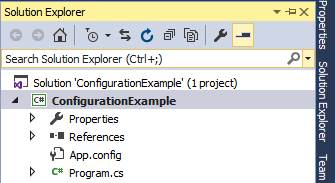 Solution Explorer
Search Solution Explorer (Ctrl+;)
Solution 'ConfigurationExample' (1 project)
C# ConfigurationExample
Properties
References
App.config
C# Program.cs
Properties
Solution Explorer
Team